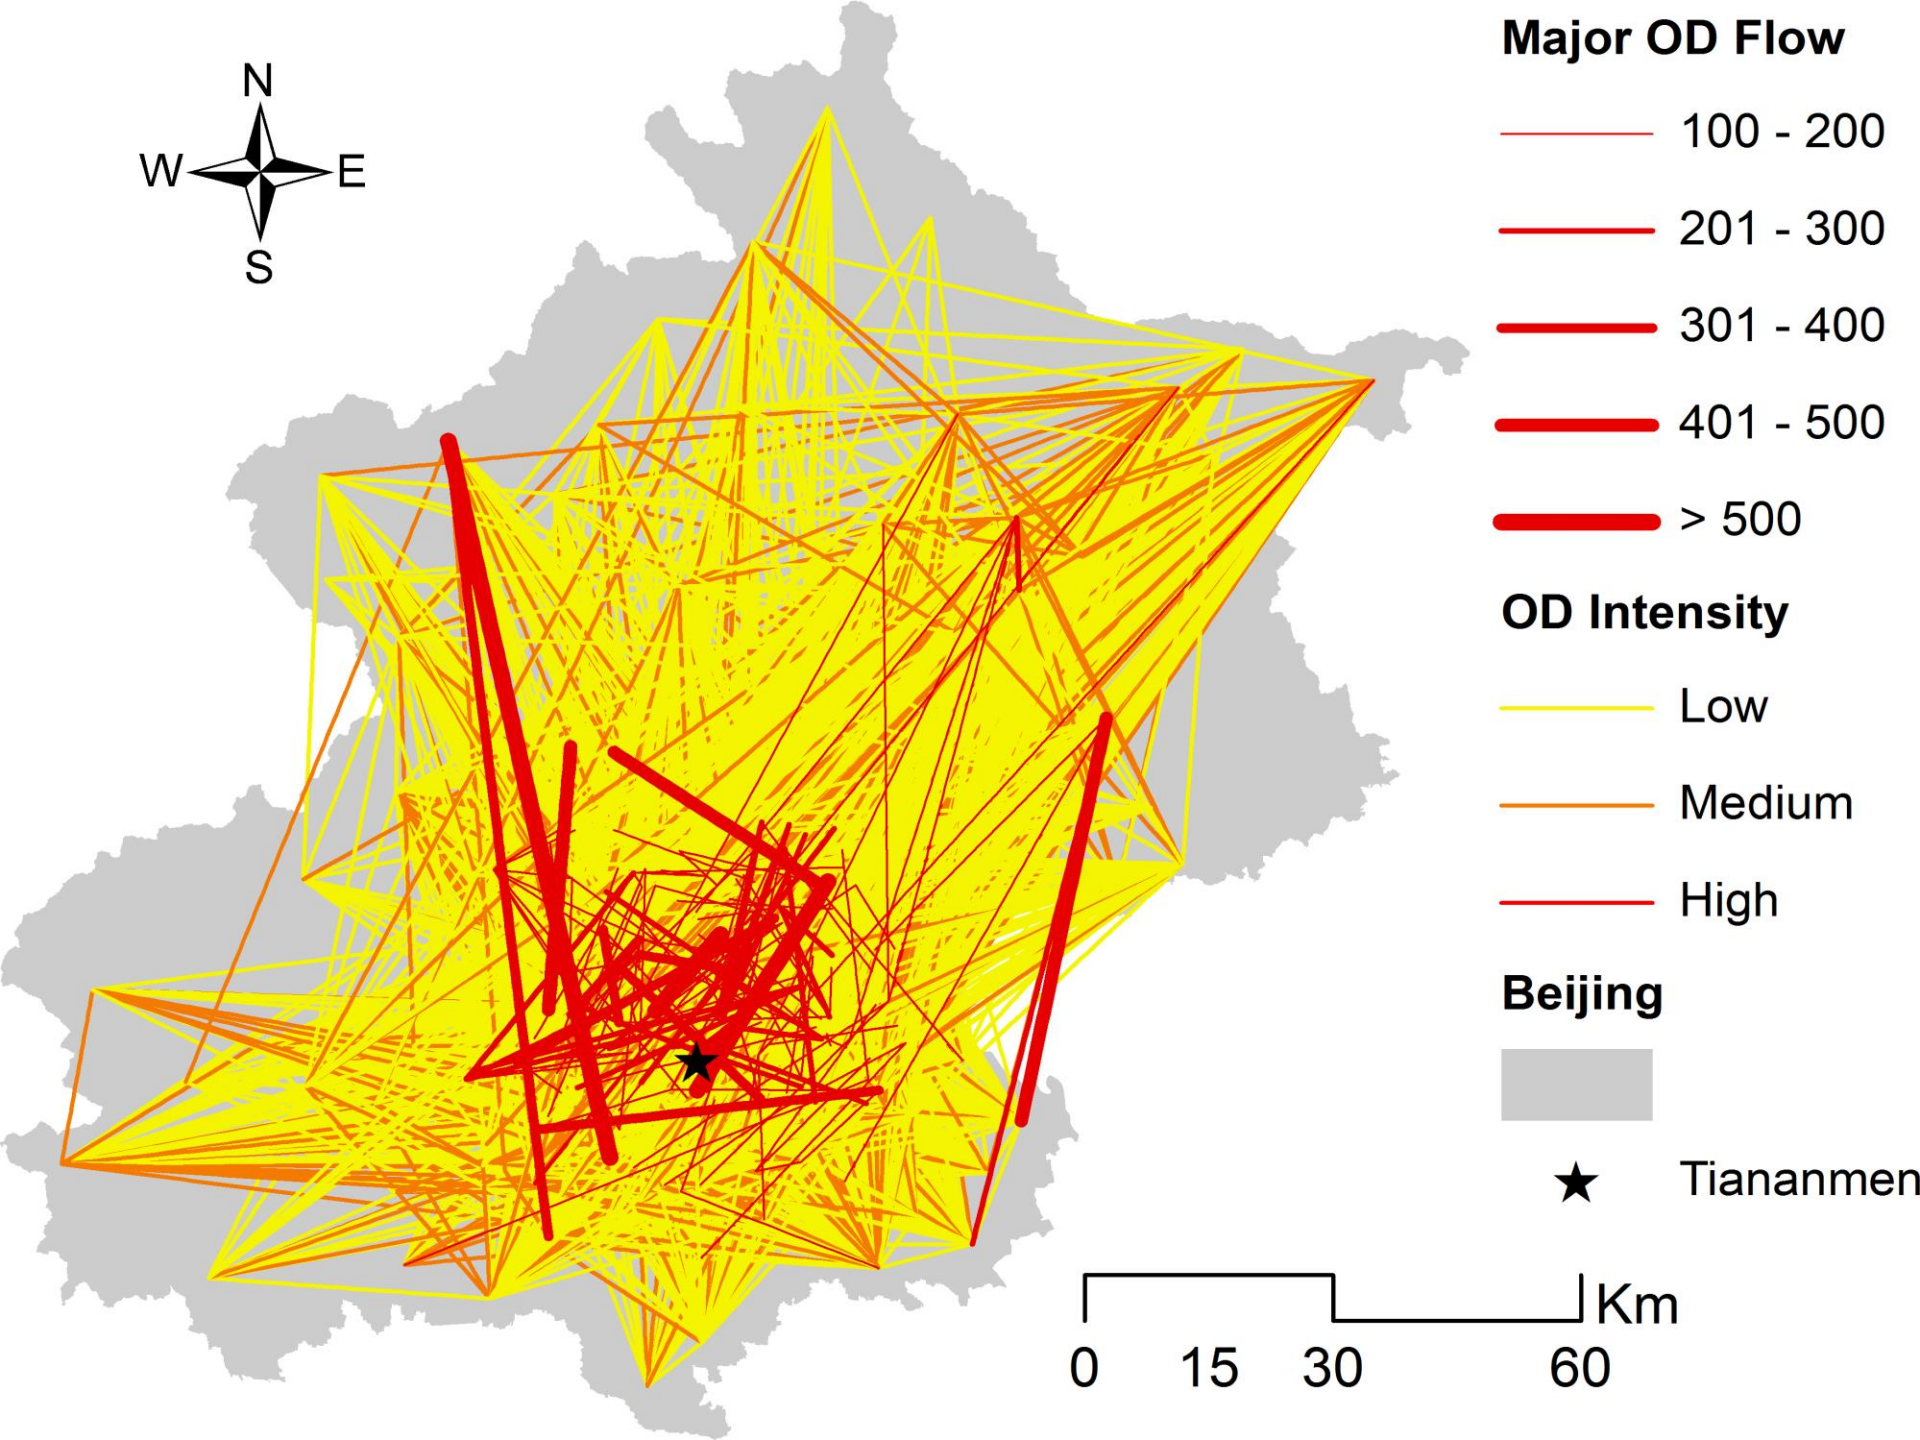 N
W E
S
Major OD Flow
100 - 200
201 - 300
301 - 400
401 - 500
> 500
OD Intensity
Low
Medium
High
Beijing
Tiananmen
Km
0 15 30 60